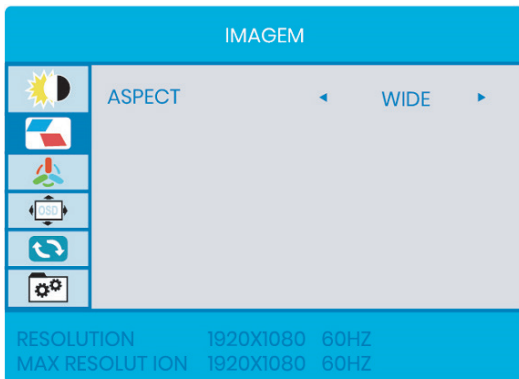 IMAGEM
ASPECT WIDE
OSD
RESOLUTION 1920X1080 60HZ
MAX RESOLUT ION 1920X1080 60HZ